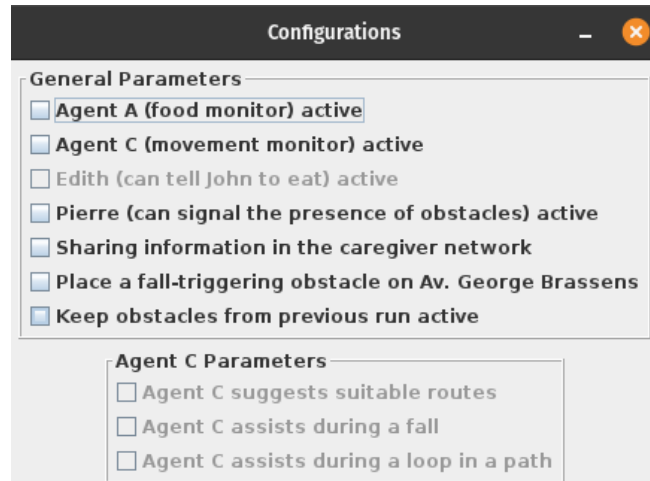 Configurations
General Parameters
Agent A (food monitor) active
Agent C (movement monitor) active
Edith (can tell John to eat) active
Pierre (can signal the presence of obstacles) active
Sharing information in the caregiver network
Place a fall-triggering obstacle on Av. George Brassens
Keep obstacles from previous run active
Agent C Parameters
Agent C suggests suitable routes
Agent C assists during a fall
Agent C assists during a loop in a path